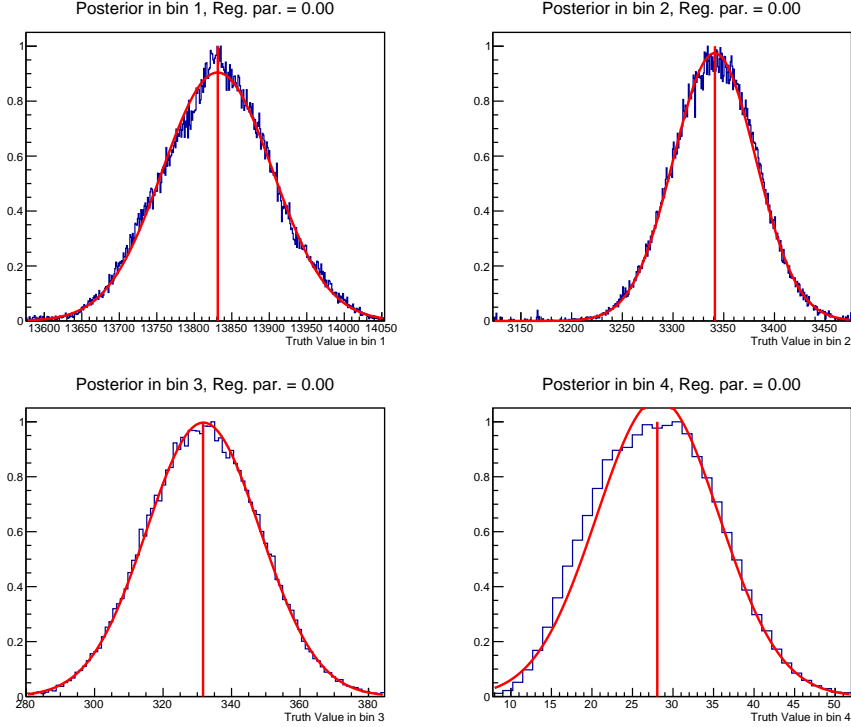 Posterior in bin 1, Reg. par. = 0.00
1
0.8
0.6
0.4
0.2
0
13600 13650 13700 13750 13800 13850 13900 13950 14000 14050
Truth Value in bin 1
Posterior in bin 2, Reg. par. = 0.00
1
0.8
0.6
0.4
0.2
0
3150 3200 3250 3300 3350 3400 3450
Truth Value in bin 2
Posterior in bin 3, Reg. par. = 0.00
1
0.8
0.6
0.4
0.2
0
280 300 320 340 360 380
Truth Value in bin 3
Posterior in bin 4, Reg. par. = 0.00
1
0.8
0.6
0.4
0.2
0
10 15 20 25 30 35 40 45 50
Truth Value in bin 4